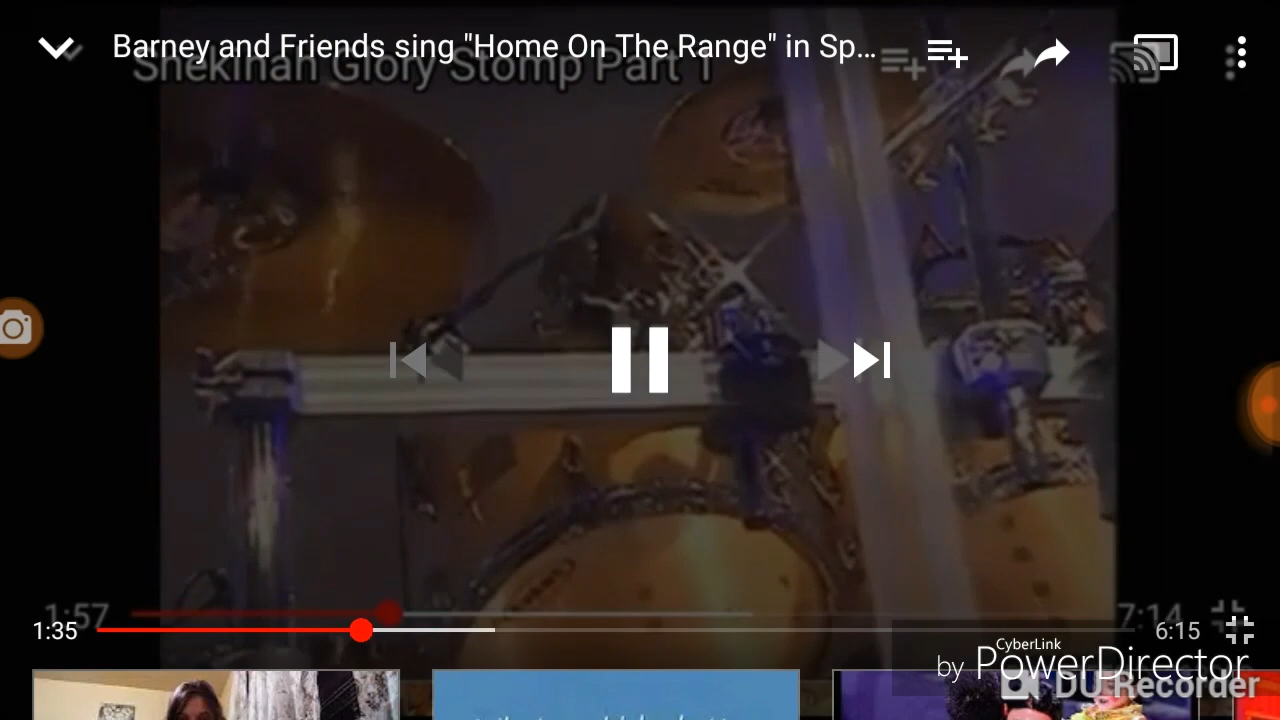 Barney and Friends sing "Home On The Range" in Sp...
Shekinah Glory Stomp Part 1
1:57
7:14
1:35
6:15
CyberLink
by PowerDirector
DU Recorder